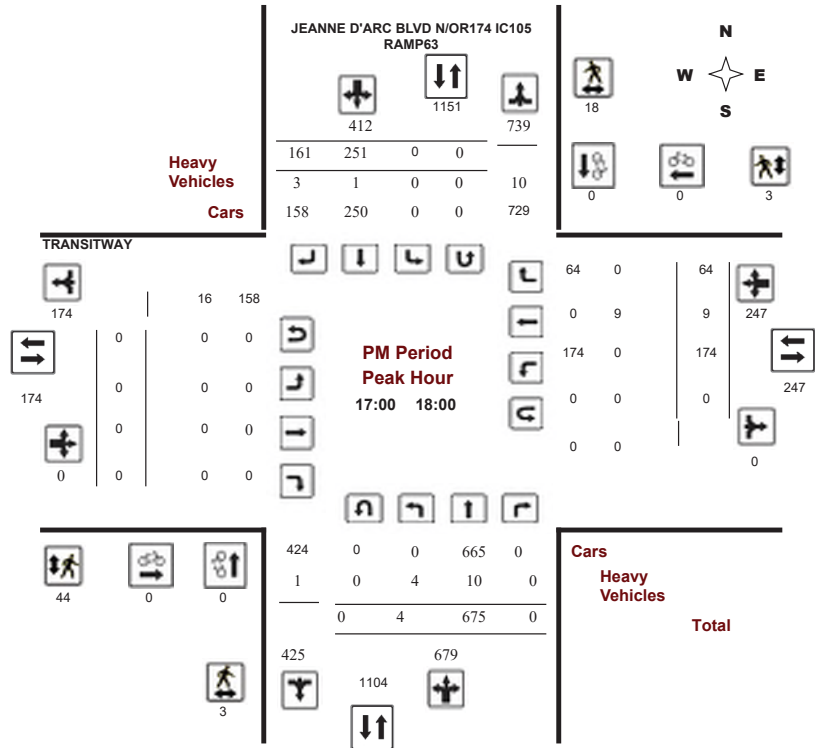 JEANNE D'ARC BLVD N/OR174 IC105
RAMP63
N
W E
S
1151
18
412
739
161 251 0 0
Heavy
Vehicles
3 1 0 0 10
Cars
158 250 0 0 729
0 0 3
TRANSITWAY
174
16 158
0 0 0
174
0 0 0
0 0 0
0
0 0 0
PM Period
Peak Hour
17:00 18:00
64 0 64
0 9 9
247
174 0 174
247
0 0 0
0 0
0
44 0 0
3
424 0 0 665 0
1 0 4 10 0
0 4 675 0
425 679
1104
Cars
Heavy
Vehicles
Total